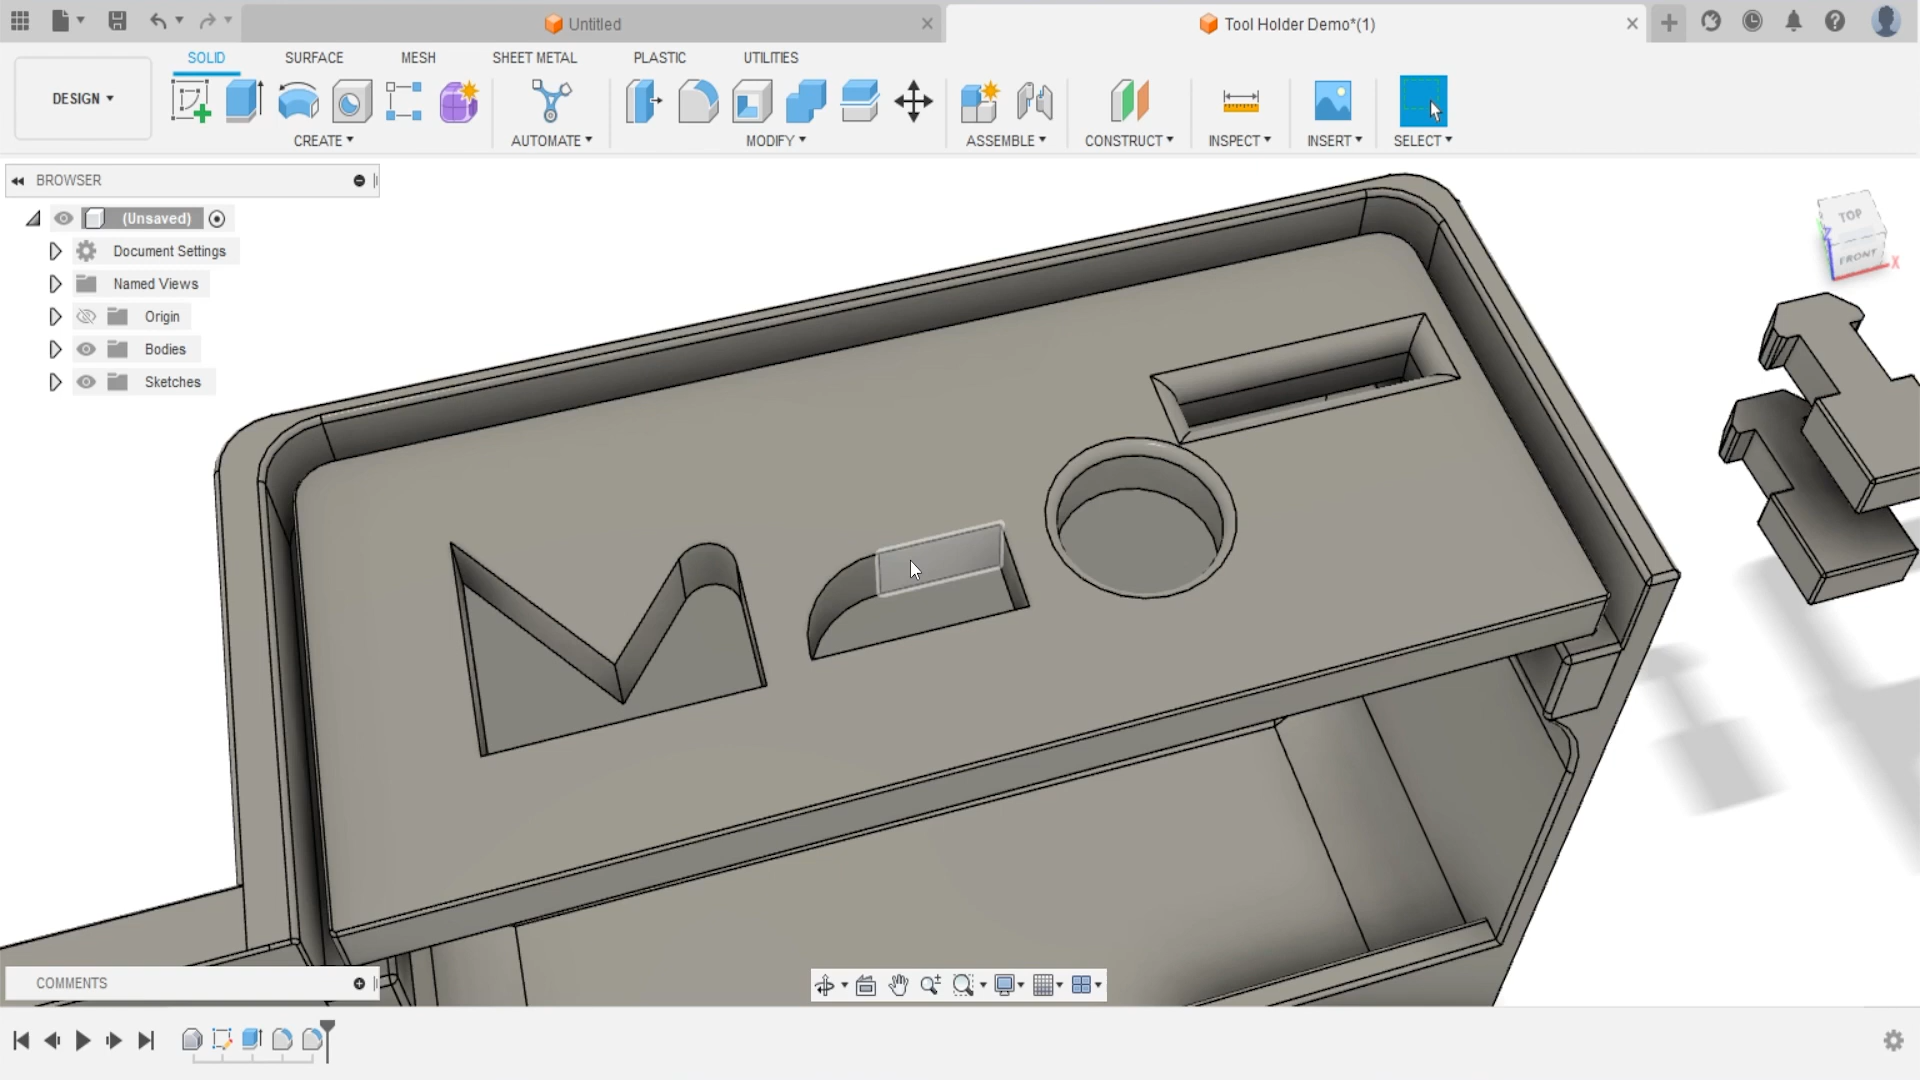 Untitled
Tool Holder Demo*(1)
SOLID
SURFACE
MESH
SHEET METAL
PLASTIC
UTILITIES
DESIGN
CREATE
AUTOMATE
MODIFY
ASSEMBLE
CONSTRUCT
INSPECT
INSERT
SELECT
BROWSER
(Unsaved)
Document Settings
Named Views
Origin
Bodies
Sketches
TOP
FRONT
Z
X
COMMENTS